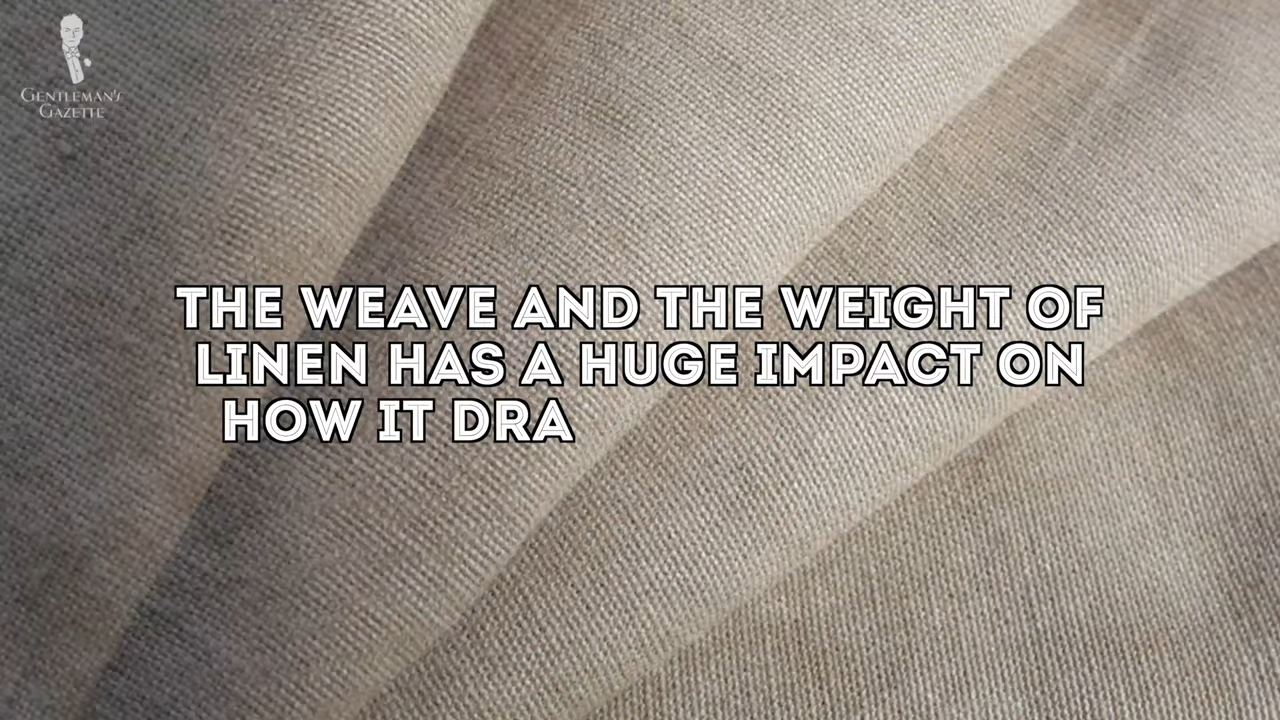 GENTLEMAN'S
GAZETTE
THE WEAVE AND THE WEIGHT OF
LINEN HAS A HUGE IMPACT ON
HOW IT DRA